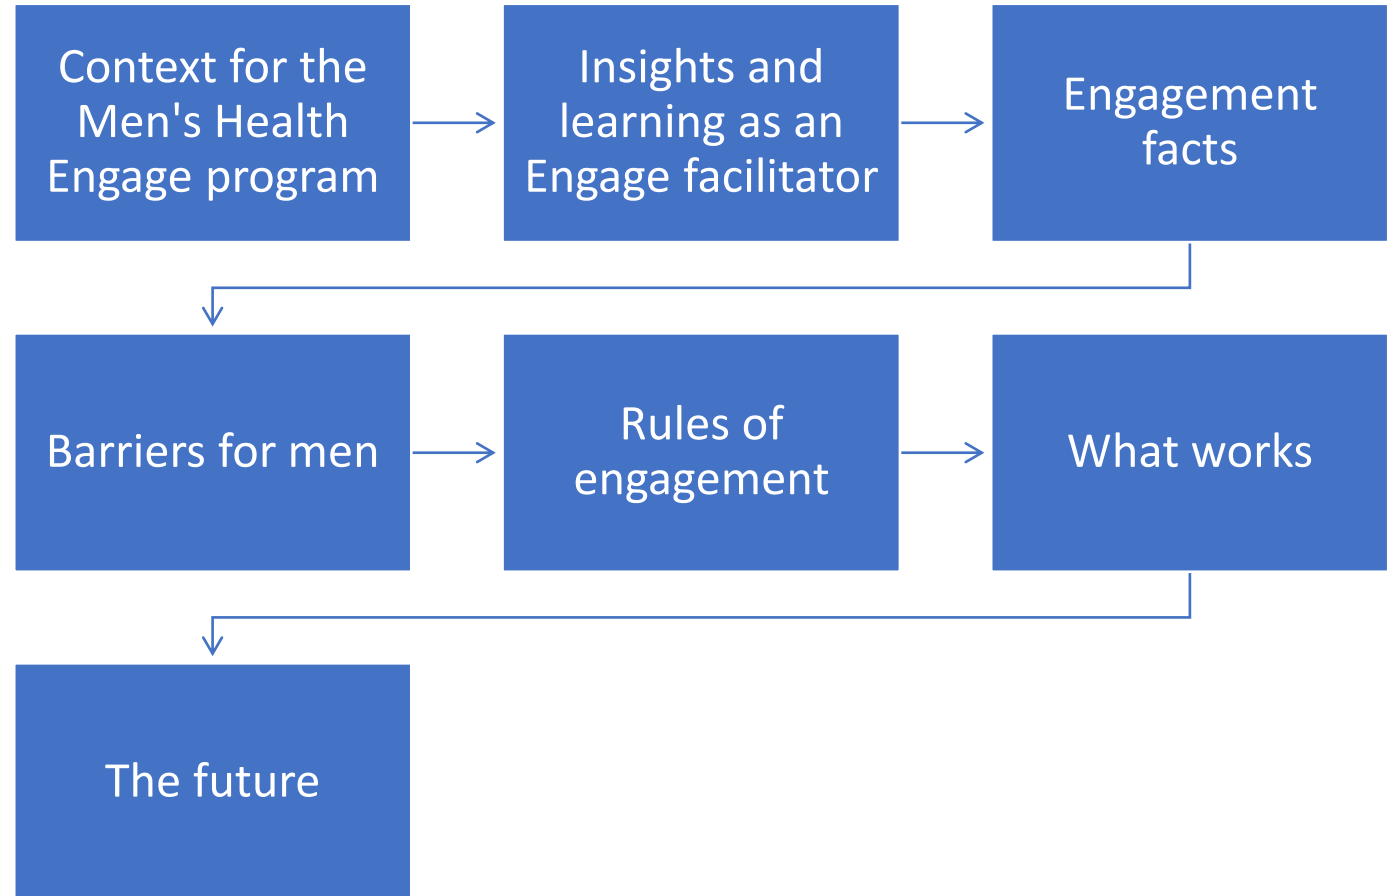 Context for the
Men's Health
Engage program
Insights and
learning as an
Engage facilitator
Engagement
facts
Barriers for men
Rules of
engagement
What works
The future